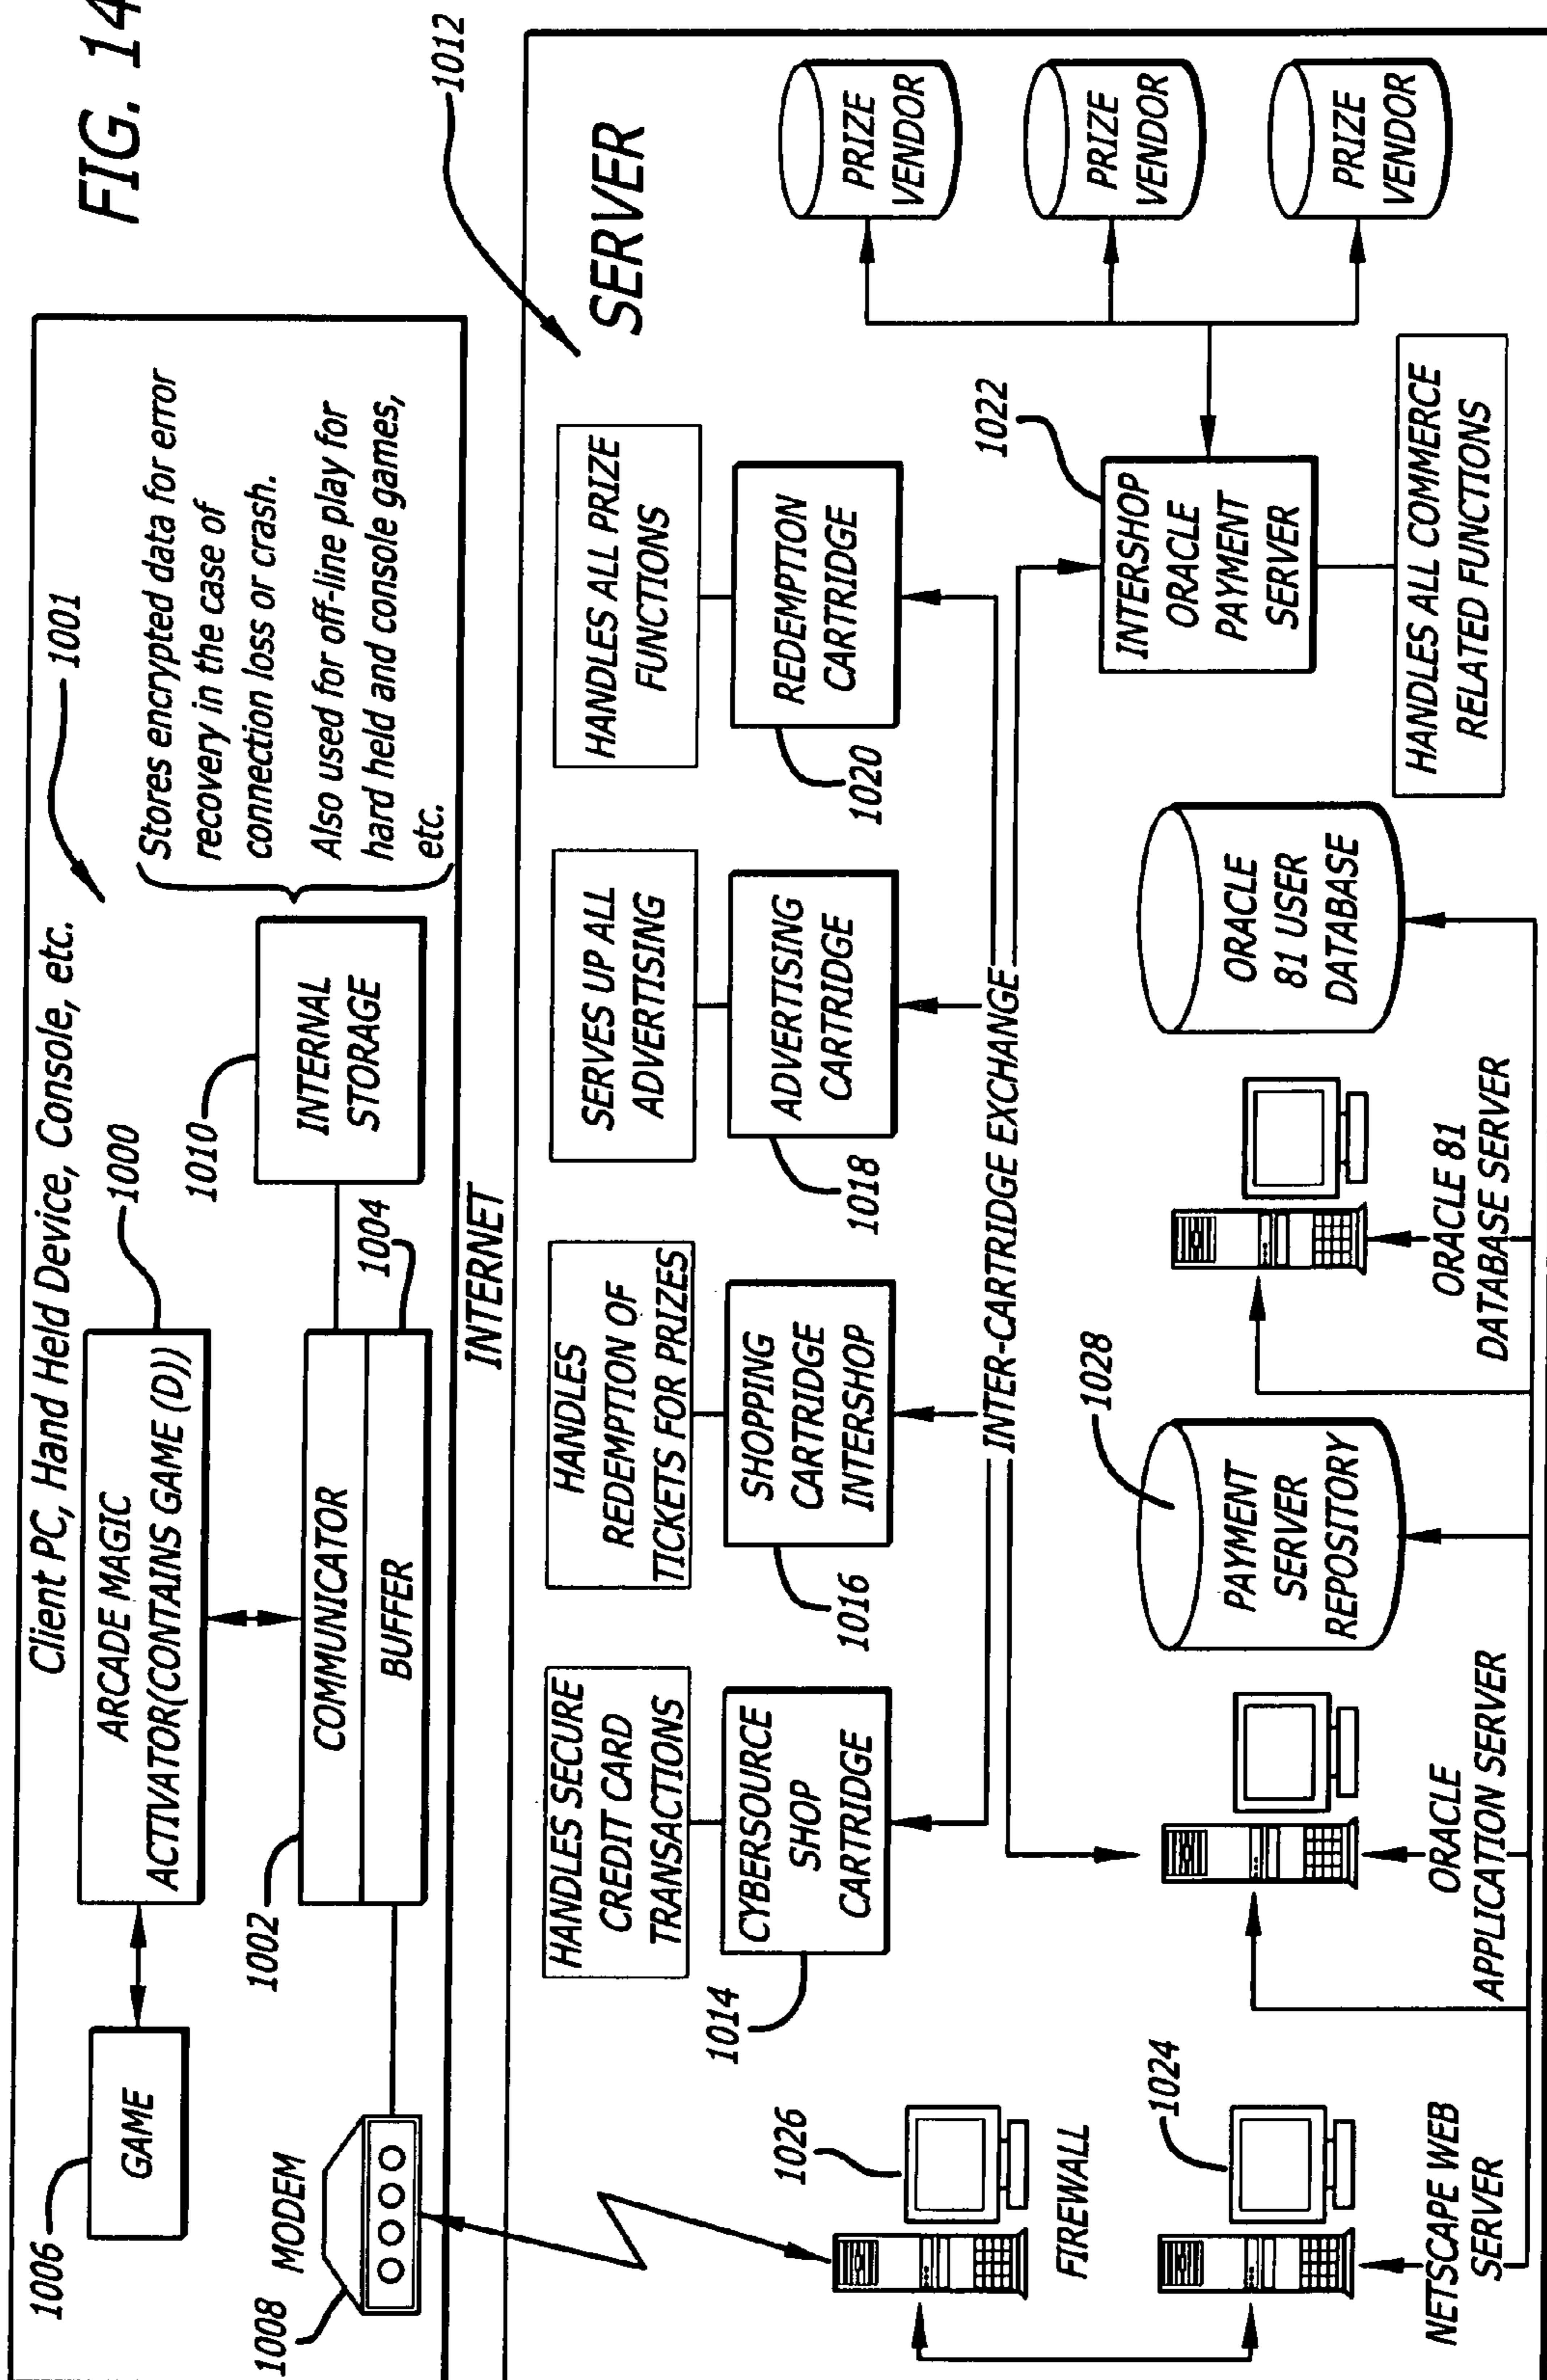 FIG. 14
Client PC, Hand Held Device, Console, etc.
1001
1006
GAME
ARCADE MAGIC
ACTIVATOR(CONTAINS GAME (D))
1000
1002
COMMUNICATOR
BUFFER
1004
1010
INTERNAL
STORAGE
Stores encrypted data for error
recovery in the case of
connection loss or crash.
Also used for off-line play for
hard held and console games,
etc.
MODEM
1008
INTERNET
1012
SERVER
HANDLES SECURE
CREDIT CARD
TRANSACTIONS
CYBERSOURCE
SHOP
CARTRIDGE
1014
HANDLES
REDEMPTION OF
TICKETS FOR PRIZES
SHOPPING
CARTRIDGE
INTERSHOP
1016
SERVES UP ALL
ADVERTISING
ADVERTISING
CARTRIDGE
1018
HANDLES ALL PRIZE
FUNCTIONS
REDEMPTION
CARTRIDGE
1020
PRIZE
VENDOR
PRIZE
VENDOR
PRIZE
VENDOR
INTER-CARTRIDGE EXCHANGE
1026
FIREWALL
1024
NETSCAPE WEB
SERVER
ORACLE
APPLICATION SERVER
PAYMENT
SERVER
REPOSITORY
1028
ORACLE 81
DATABASE SERVER
ORACLE
81 USER
DATABASE
1022
INTERSHOP
ORACLE
PAYMENT
SERVER
HANDLES ALL COMMERCE
RELATED FUNCTIONS